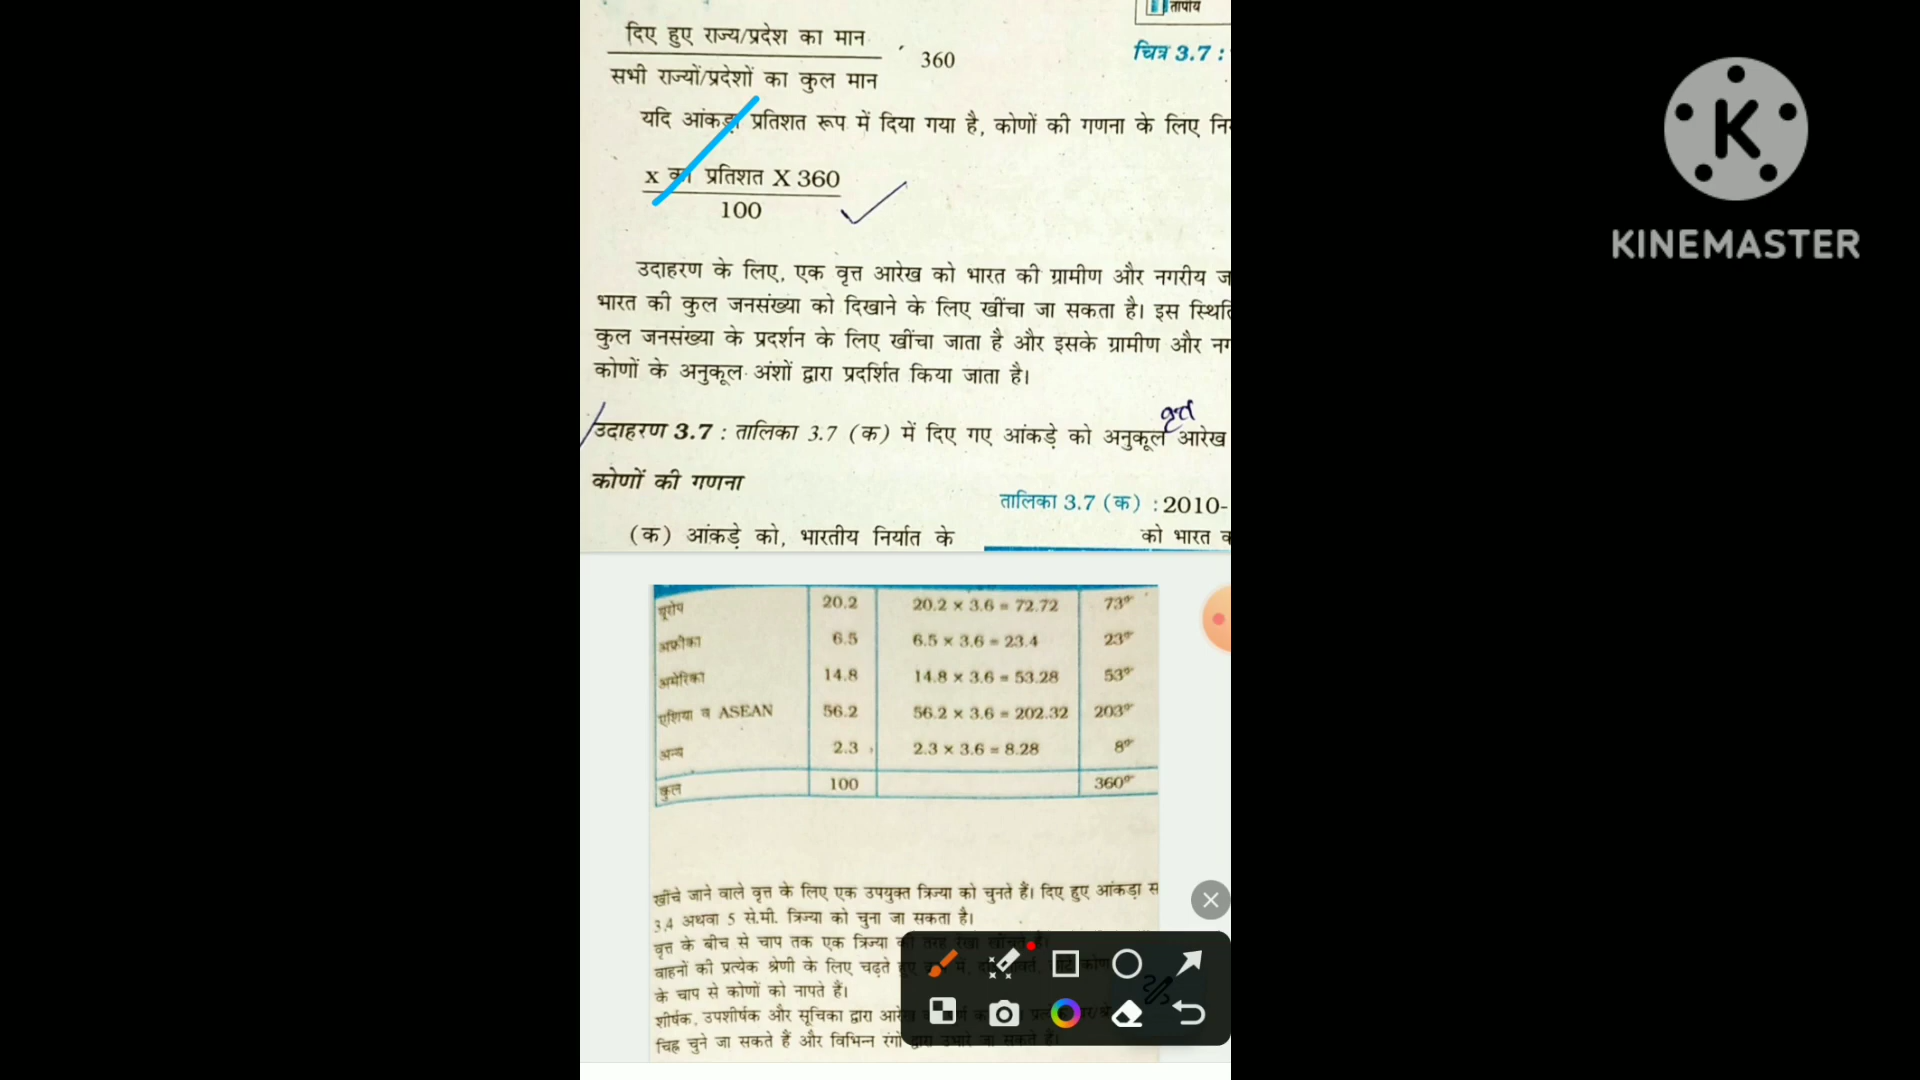 तापीय
दिए हुए राज्य/प्रदेश का मान
360
चित्र 3.7 :
सभी राज्यों/प्रदेशों का कुल मान
यदि आंकड़ा प्रतिशत रूप में दिया गया है, कोणों की गणना के लिए
x का प्रतिशत X 360
100
उदाहरण के लिए, एक वृत्त आरेख को भारत की ग्रामीण और नगरीय
भारत की कुल जनसंख्या को दिखाने के लिए खींचा जा सकता है। इस
कुल जनसंख्या के प्रदर्शन के लिए खींचा जाता है और इसके ग्रामीण और
कोणों के अनुकूल अंशों द्वारा प्रदर्शित किया जाता है।
वृत्त
उदाहरण 3.7 : तालिका 3.7 (क) में दिए गए आंकड़े को अनुकूल आरेख
कोणों की गणना
तालिका 3.7 (क) : 2010-
(क) आंकड़े को, भारतीय निर्यात के
को भारत
यूरोप 20.2 20.2 × 3.6 = 72.72 73°
अफ्रीका 6.5 6.5 × 3.6 = 23.4 23°
अमेरिका 14.8 14.8 × 3.6 = 53.28 53°
एशिया व ASEAN 56.2 56.2 × 3.6 = 202.32 203°
अन्य 2.3 2.3 × 3.6 = 8.28 8°
कुल 100 360°
खींचे जाने वाले वृत्त के लिए एक उपयुक्त त्रिज्या को चुनते हैं। दिए हुए आंकड़ा
3,4 अथवा 5 से.मी. त्रिज्या को चुना जा सकता है।
वृत्त के बीच से चाप तक एक त्रिज्या की तरह रेखा खींचते हैं।
वाहनों की प्रत्येक श्रेणी के लिए चढ़ते हुए कोण
के चाप से कोणों को नापते हैं।
शीर्षक, उपशीर्षक और सूचिका द्वारा
चिह्न चुने जा सकते हैं और विभिन्न रंगों द्वारा उभारे जा सकते हैं।
K
KINEMASTER